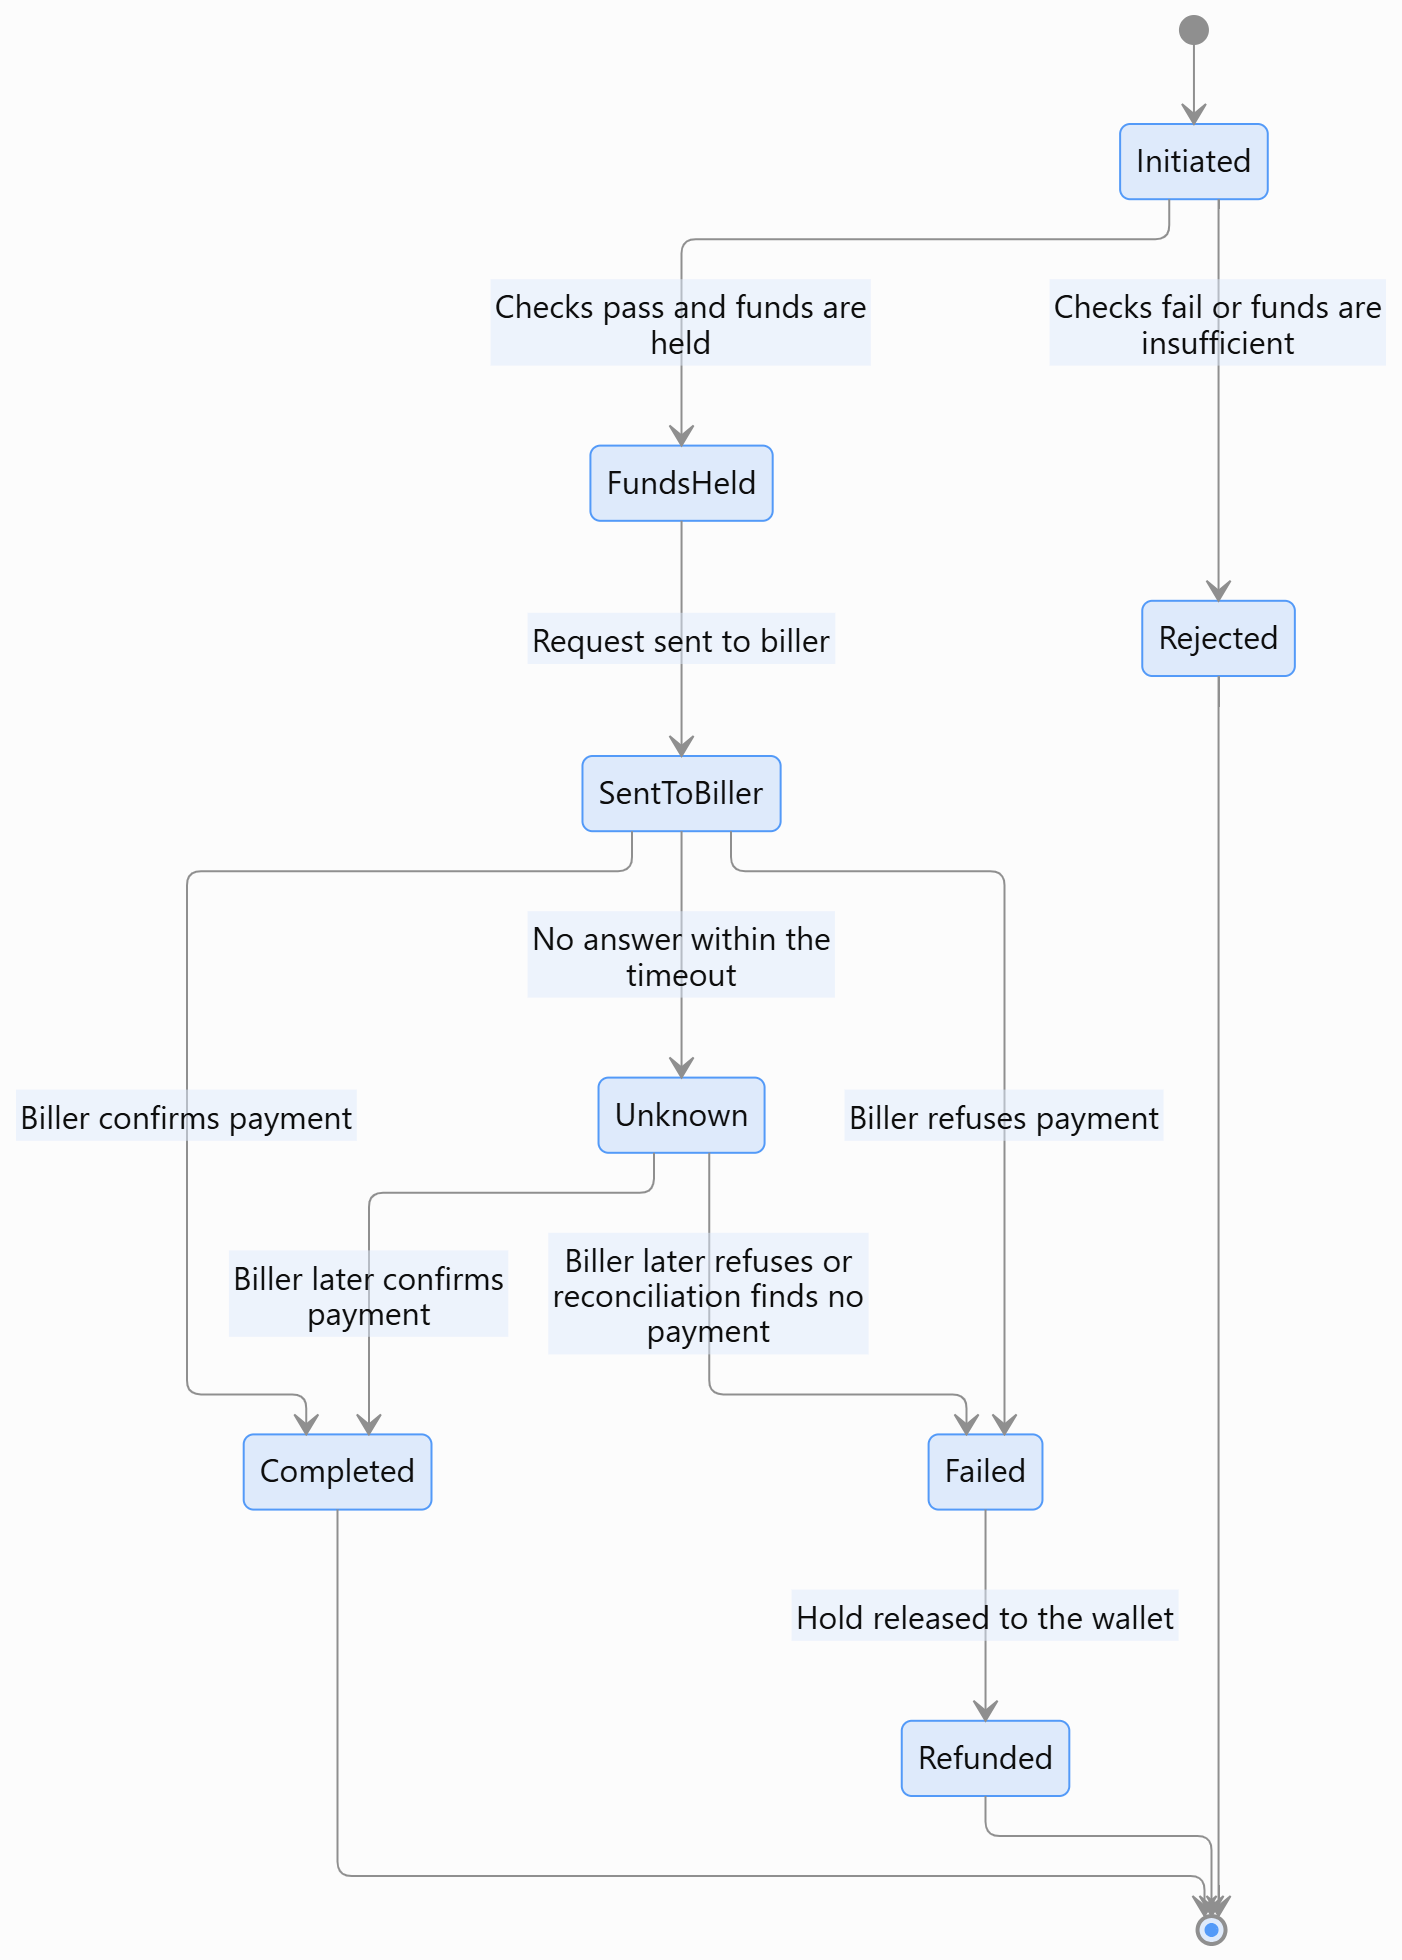 Initiated
Checks pass and funds are
held
Checks fail or funds are
insufficient
FundsHeld
Request sent to biller
Rejected
SentToBiller
No answer within the
timeout
Biller confirms payment
Unknown
Biller refuses payment
Biller later confirms
payment
Biller later refuses or
reconciliation finds no
payment
Completed
Failed
Hold released to the wallet
Refunded